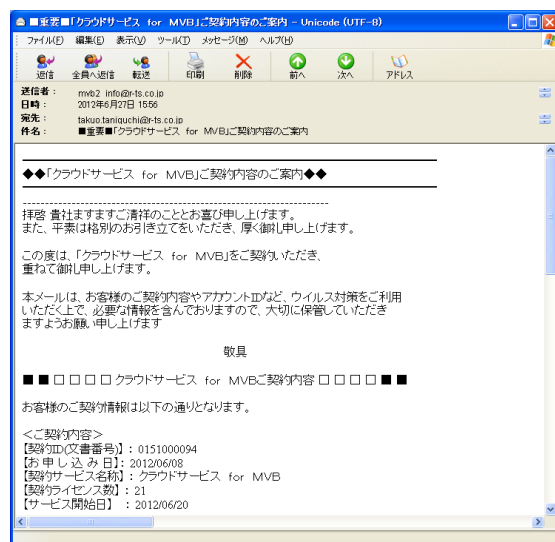 ■重要■「クラウドサービス for MVB」ご契約内容のご案内 - Unicode (UTF-8)
ファイル(F) 編集(E) 表示(V) ツール(T) メッセージ(M) ヘルプ(H)
返信 全員へ返信 転送 印刷 削除 前へ 次へ アドレス
送信者： mvb2_info@r-ts.co.jp
日時： 2012年6月27日 15:56
宛先： takuo.taniguchi@r-ts.co.jp
件名： ■重要■「クラウドサービス for MVB」ご契約内容のご案内
◆◆「クラウドサービス for MVB」ご契約内容のご案内◆◆
拝啓 貴社ますますご清祥のこととお喜び申し上げます。
また、平素は格別のお引き立てをいただき、厚く御礼申し上げます。
この度は、「クラウドサービス for MVB」をご契約いただき、
重ねて御礼申し上げます。
本メールは、お客様のご契約内容やアカウントIDなど、ウイルス対策をご利用
いただく上で、必要な情報を含んでおりますので、大切に保管していただき
ますようお願い申し上げます
敬具
■ ■ □ □ □ □ クラウドサービス for MVBご契約内容 □ □ □ □ ■ ■
お客様のご契約情報は以下の通りとなります。
＜ご契約内容＞
【契約ID(文書番号)】：0151000094
【お 申 し 込 み 日】：2012/06/08
【契約サービス名称】：クラウドサービス for MVB
【契約ライセンス数】：21
【サービス開始日】 ：2012/06/20